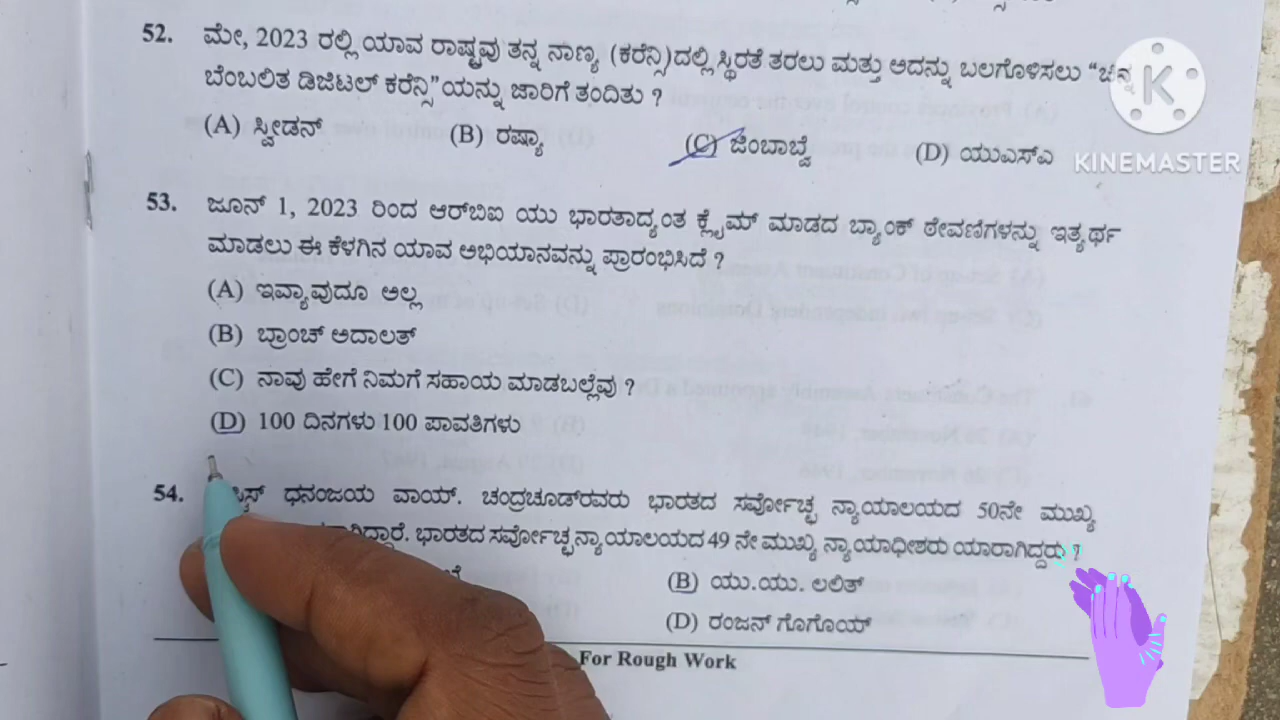 52. ಮೇ, 2023 ರಲ್ಲಿ ಯಾವ ರಾಷ್ಟ್ರವು ತನ್ನ ನಾಣ್ಯ (ಕರೆನ್ಸಿ)ದಲ್ಲಿ ಸ್ಥಿರತೆ ತರಲು ಮತ್ತು ಅದನ್ನು ಬಲಗೊಳಿಸಲು “ಚಿನ್ನ
ಬೆಂಬಲಿತ ಡಿಜಿಟಲ್ ಕರೆನ್ಸಿ”ಯನ್ನು ಜಾರಿಗೆ ತಂದಿತು ?
(A) ಸ್ವೀಡನ್ (B) ರಷ್ಯಾ (C) ಜಿಂಬಾಬ್ವೆ (D) ಯುಎಸ್ಎ
K
KINEMASTER
53. ಜೂನ್ 1, 2023 ರಿಂದ ಆರ್‌ಬಿಐ ಯು ಭಾರತಾದ್ಯಂತ ಕ್ಲೈಮ್ ಮಾಡದ ಬ್ಯಾಂಕ್ ಠೇವಣಿಗಳನ್ನು ಇತ್ಯರ್ಥ
ಮಾಡಲು ಈ ಕೆಳಗಿನ ಯಾವ ಅಭಿಯಾನವನ್ನು ಪ್ರಾರಂಭಿಸಿದೆ ?
(A) ಇವ್ಯಾವುದೂ ಅಲ್ಲ
(B) ಬ್ರಾಂಚ್ ಅದಾಲತ್
(C) ನಾವು ಹೇಗೆ ನಿಮಗೆ ಸಹಾಯ ಮಾಡಬಲ್ಲೆವು ?
(D) 100 ದಿನಗಳು 100 ಪಾವತಿಗಳು
54. ಧನಂಜಯ ವಾಯ್. ಚಂದ್ರಚೂಡ್‌ರವರು ಭಾರತದ ಸರ್ವೋಚ್ಛ ನ್ಯಾಯಾಲಯದ 50ನೇ ಮುಖ್ಯ
ಭಾರತದ ಸರ್ವೋಚ್ಛ ನ್ಯಾಯಾಲಯದ 49 ನೇ ಮುಖ್ಯ ನ್ಯಾಯಾಧೀಶರು ಯಾರಾಗಿದ್ದರು ?
(B) ಯು.ಯು. ಲಲಿತ್
(D) ರಂಜನ್ ಗೊಗೊಯ್
For Rough Work